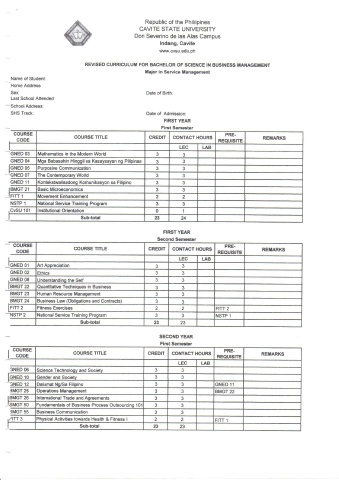 Republic of the Philipines
CAVITE STATE UNIVERSITY
Don Severino de las Alas Campus
Indang, Cavite
www.cvsu.edu.ph
REVISED CURRICULUM FOR BACHELOR OF SCIENCE IN BUSINESS MANAGEMENT
Major in Service Management
Name of Student:
Home Address
Sex: Date of Birth:
Last School Attended
School Address:
SHS Track: Date of Admission:
FIRST YEAR
First Semester
COURSE CODE COURSE TITLE CREDIT CONTACT HOURS PRE-REQUISITE REMARKS
LEC LAB
GNED 03 Mathematics in the Modern World 3 3
GNED 04 Mga Babasahin Hinggil sa Kasaysayan ng Pilipinas 3 3
GNED 05 Purposive Communication 3 3
GNED 07 The Contemporary World 3 3
GNED 11 Kontekstwalisadong Komunikasyon sa Filipino 3 3
BMGT 21 Basic Microeconomics 3 3
FITT 1 Movement Enhancement 2 2
NSTP 1 National Service Training Program 3 3
CvSU 101 Institutional Orientation 0 1
Sub-total 23 24
FIRST YEAR
Second Semester
COURSE CODE COURSE TITLE CREDIT CONTACT HOURS PRE-REQUISITE REMARKS
LEC LAB
GNED 01 Art Appreciation 3 3
GNED 02 Ethics 3 3
GNED 08 Understanding the Self 3 3
BMGT 22 Quantitative Techniques in Business 3 3
BMGT 23 Human Resource Management 3 3
BMGT 24 Business Law (Obligations and Contracts) 3 3
FITT 2 Fitness Exercises 2 2 FITT 2
NSTP 2 National Service Training Program 3 3 NSTP 1
Sub-total 23 23
SECOND YEAR
First Semester
COURSE CODE COURSE TITLE CREDIT CONTACT HOURS PRE-REQUISITE REMARKS
LEC LAB
GNED 06 Science Technology and Society 3 3
GNED 10 Gender and Society 3 3
GNED 12 Dalumat Ng/Sa Filipino 3 3 GNED 11
BMGT 25 Operations Management 3 3 BMGT 22
BMGT 26 International Trade and Agreements 3 3
BMGT 50 Fundamentals of Business Process Outsourcing 101 3 3
BMGT 55 Business Communication 3 3
FITT 3 Physical Activities towards Health & Fitness I 2 2 FITT 1
Sub-total 23 23